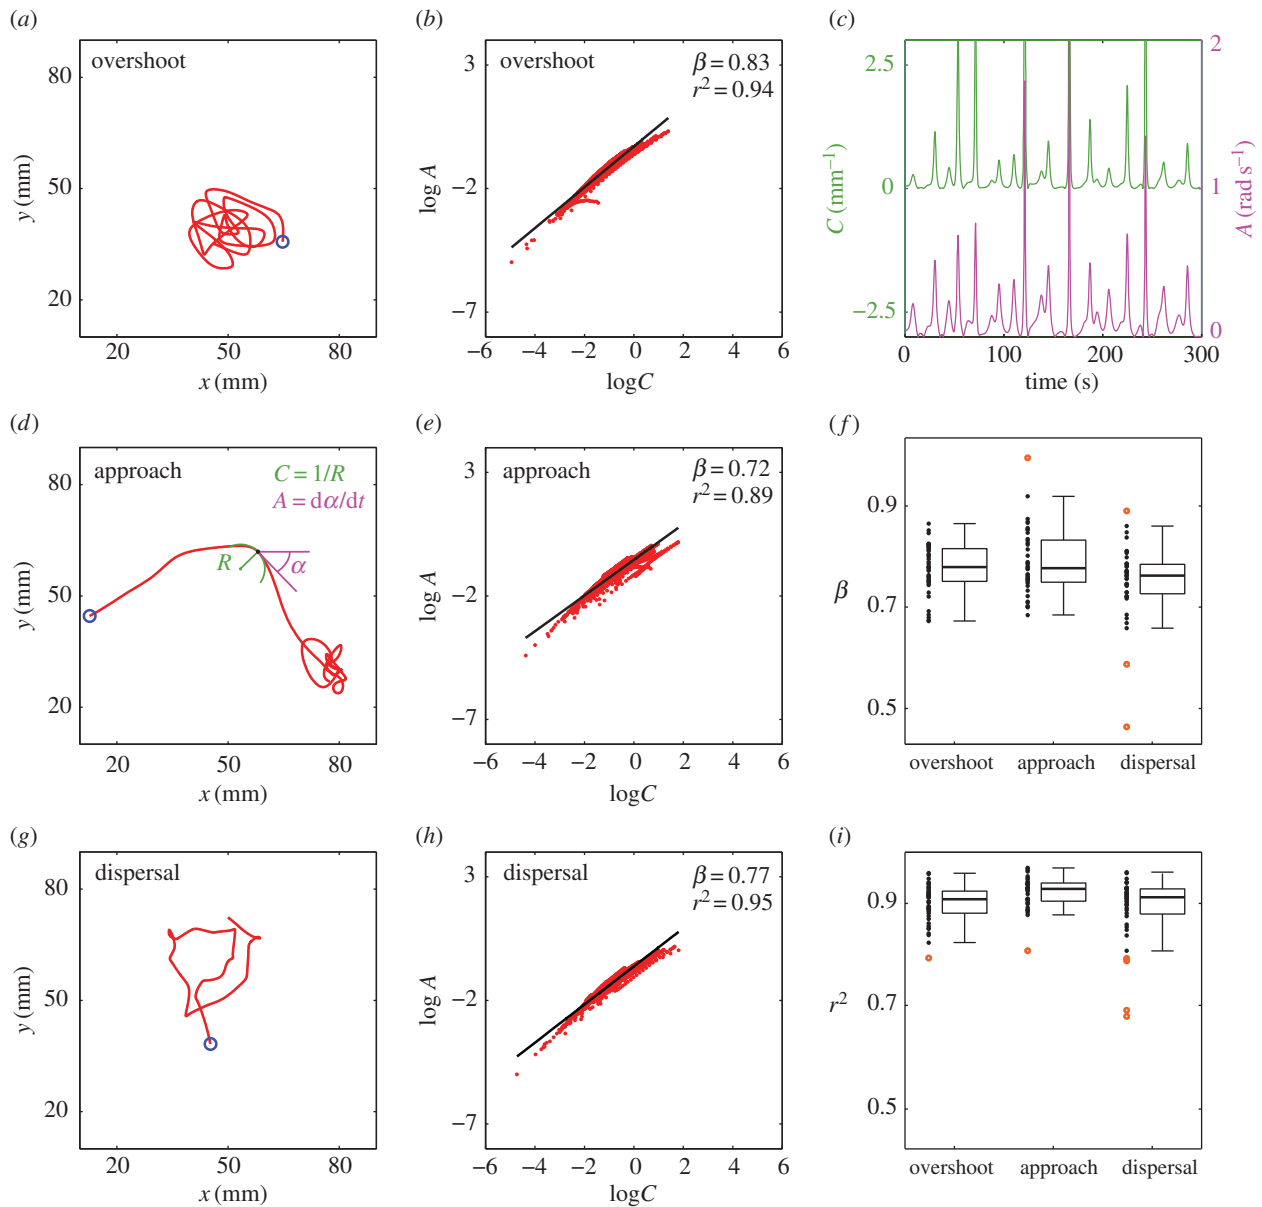 (a)
overshoot
80
50
20
20 50 80
y (mm)
x (mm)
(b)
overshoot
β = 0.83
r² = 0.94
3
−2
−7
−6 −4 −2 0 2 4 6
log A
logC
(c)
2.5
0
−2.5
C (mm⁻¹)
2
1
0
A (rad s⁻¹)
0 100 200 300
time (s)
(d)
approach
C = 1/R
A = dα/dt
R
α
80
50
20
20 50 80
y (mm)
x (mm)
(e)
approach
β = 0.72
r² = 0.89
3
−2
−7
−6 −4 −2 0 2 4 6
log A
logC
(f)
0.9
0.7
0.5
β
overshoot approach dispersal
(g)
dispersal
80
50
20
20 50 80
y (mm)
x (mm)
(h)
dispersal
β = 0.77
r² = 0.95
3
−2
−7
−6 −4 −2 0 2 4 6
log A
logC
(i)
0.9
0.7
0.5
r²
overshoot approach dispersal